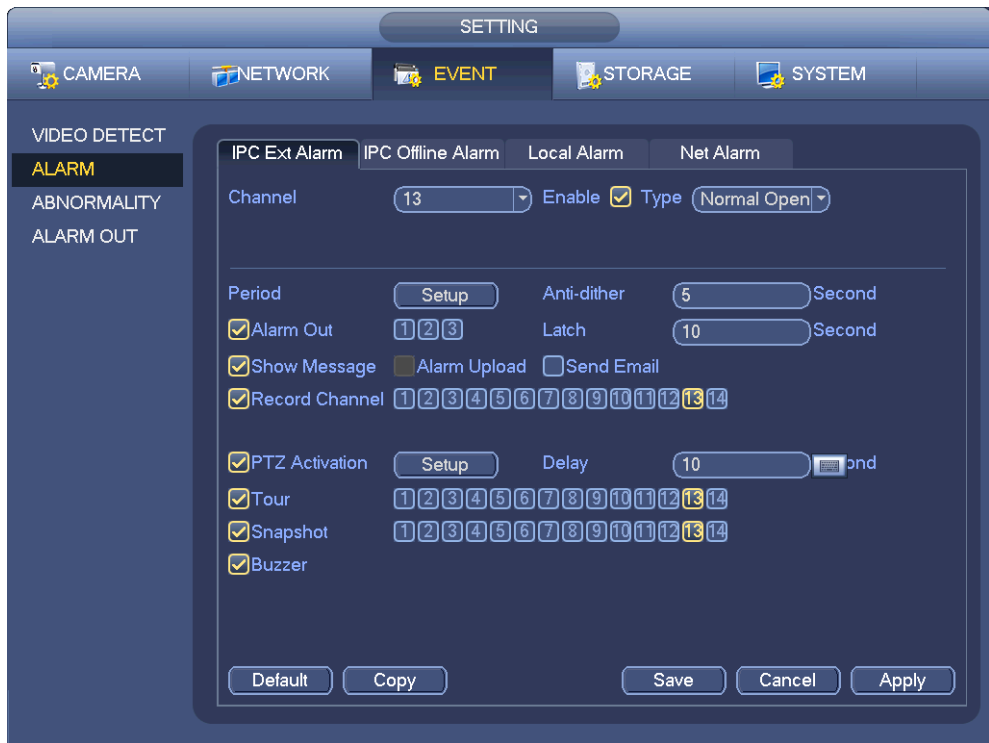 SETTING
CAMERA NETWORK EVENT STORAGE SYSTEM
VIDEO DETECT
ALARM
ABNORMALITY
ALARM OUT
IPC Ext Alarm IPC Offline Alarm Local Alarm Net Alarm
Channel 13 Enable Type Normal Open
Period Setup Anti-dither 5 Second
Alarm Out 1 2 3 Latch 10 Second
Show Message Alarm Upload Send Email
Record Channel 1 2 3 4 5 6 7 8 9 10 11 12 13 14
PTZ Activation Setup Delay 10 ond
Tour 1 2 3 4 5 6 7 8 9 10 11 12 13 14
Snapshot 1 2 3 4 5 6 7 8 9 10 11 12 13 14
Buzzer
Default Copy Save Cancel Apply